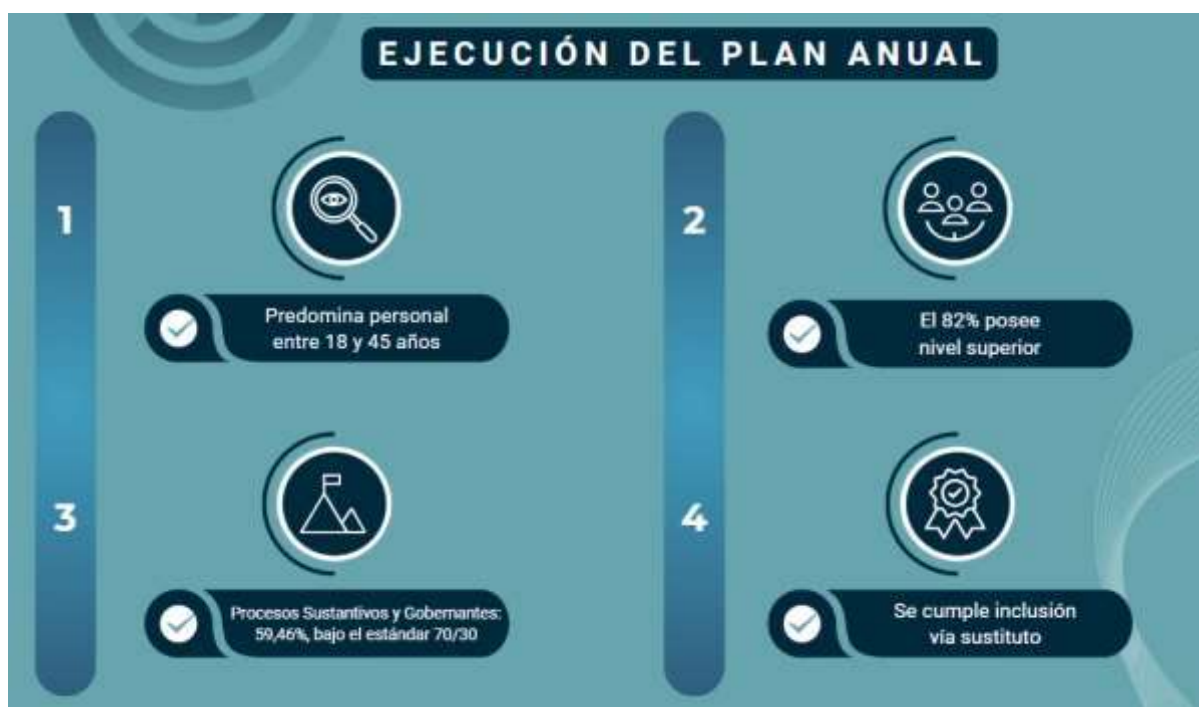 EJECUCIÓN DEL PLAN ANUAL
1
Predomina personal
entre 18 y 45 años
2
El 82% posee
nivel superior
3
Procesos Sustantivos y Gobernantes:
59,46%, bajo el estándar 70/30
4
Se cumple inclusión
vía sustituto